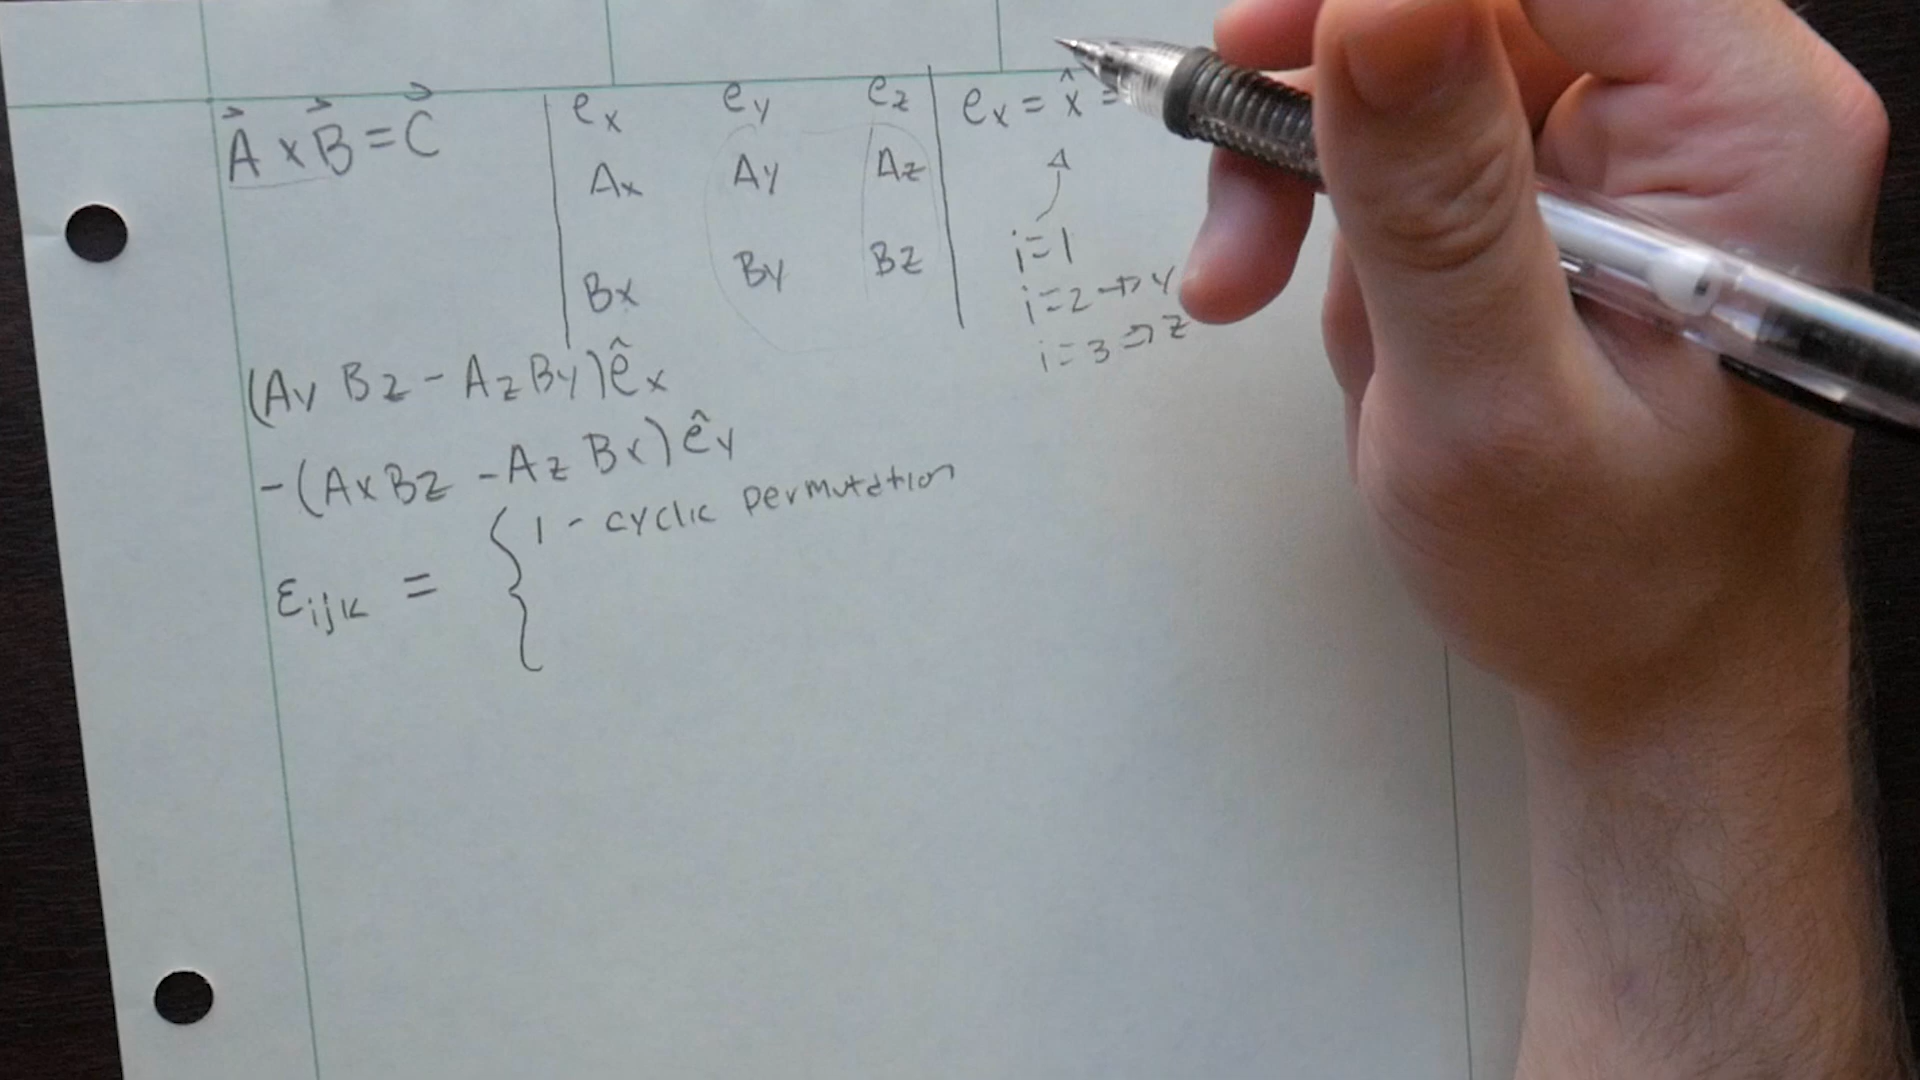 A⃗ × B⃗ = C⃗
| e_x e_y e_z |
| A_x A_y A_z |
| B_x B_y B_z |
e_x = x̂ =
i=1
i=2 → y
i=3 ⇒ z
(A_y B_z - A_z B_y) ê_x
-(A_x B_z - A_z B_x) ê_y
ε_ijk = { 1 - cyclic permutation